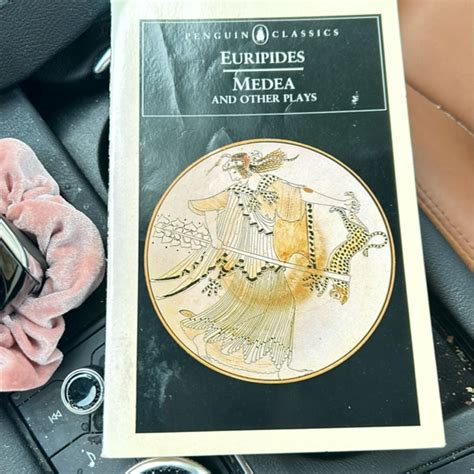 PENGUIN CLASSICS
EURIPIDES
MEDEA
AND OTHER PLAYS